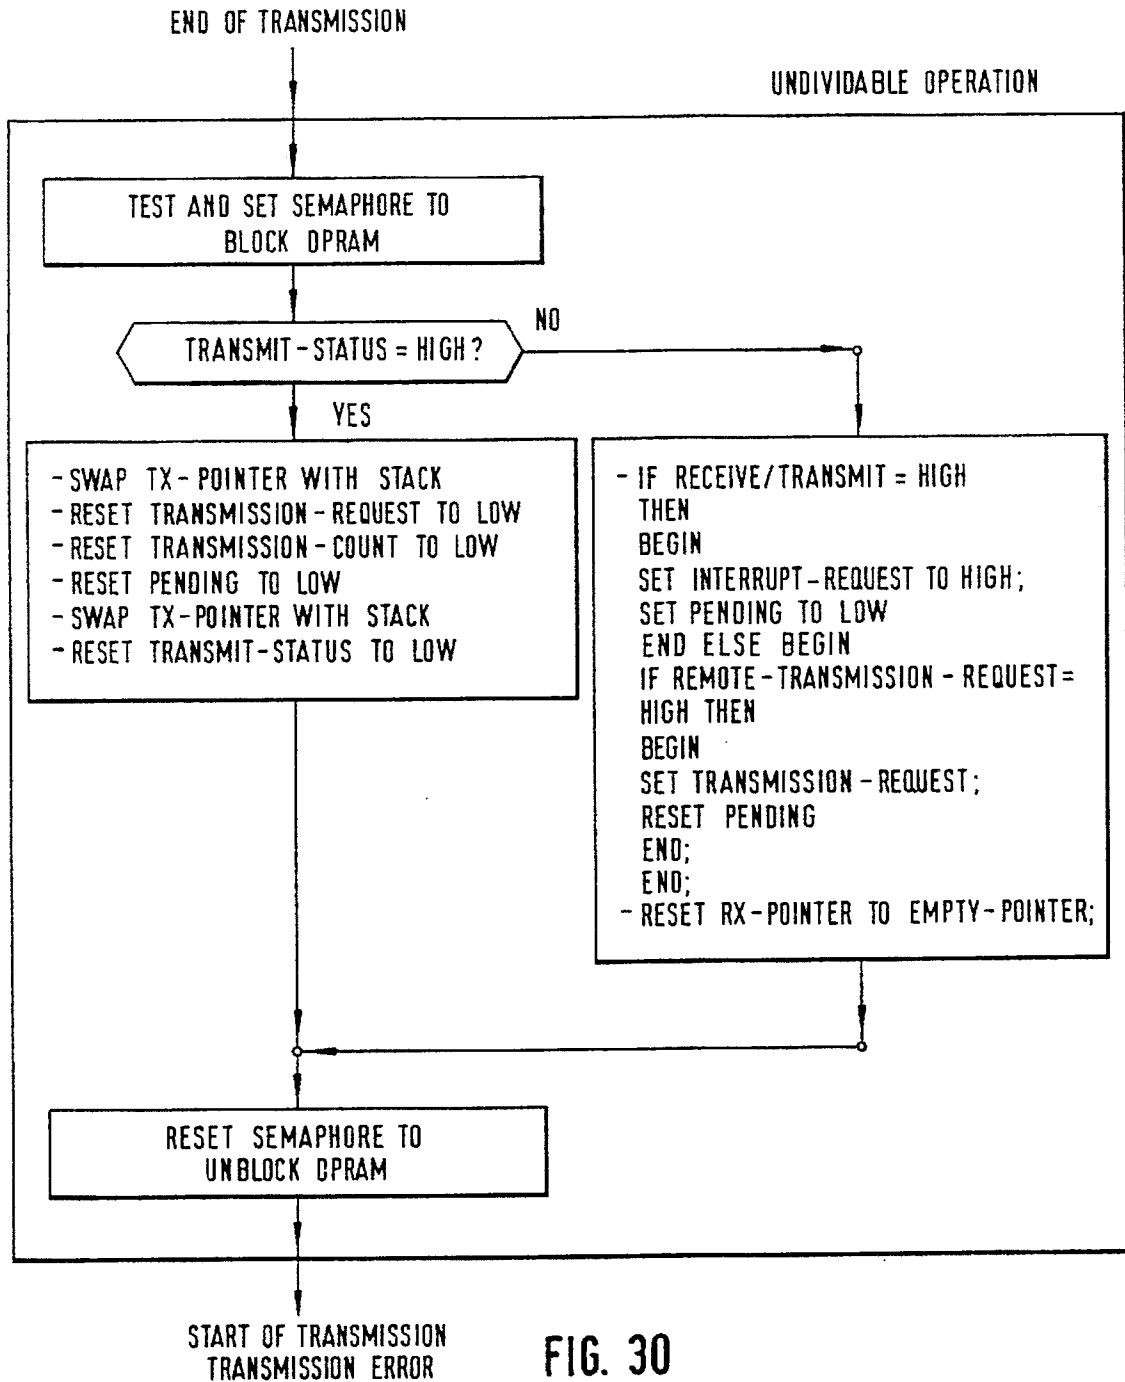 END OF TRANSMISSION
UNDIVIDABLE OPERATION
TEST AND SET SEMAPHORE TO
BLOCK DPRAM
TRANSMIT-STATUS = HIGH?
NO
YES
- SWAP TX-POINTER WITH STACK
- RESET TRANSMISSION-REQUEST TO LOW
- RESET TRANSMISSION-COUNT TO LOW
- RESET PENDING TO LOW
- SWAP TX-POINTER WITH STACK
- RESET TRANSMIT-STATUS TO LOW
- IF RECEIVE/TRANSMIT = HIGH
THEN
BEGIN
SET INTERRUPT-REQUEST TO HIGH;
SET PENDING TO LOW
END ELSE BEGIN
IF REMOTE-TRANSMISSION-REQUEST=
HIGH THEN
BEGIN
SET TRANSMISSION-REQUEST;
RESET PENDING
END;
END;
- RESET RX-POINTER TO EMPTY-POINTER;
RESET SEMAPHORE TO
UNBLOCK DPRAM
START OF TRANSMISSION
TRANSMISSION ERROR
FIG. 30